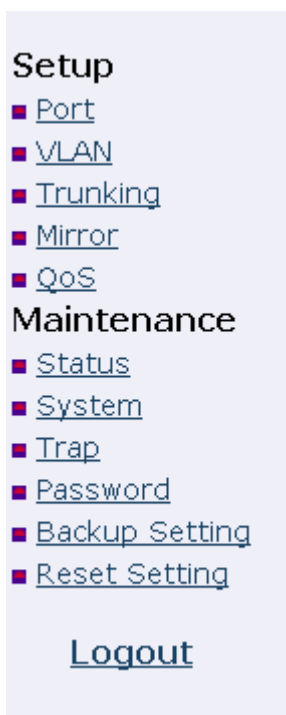 Setup
Port
VLAN
Trunking
Mirror
QoS
Maintenance
Status
System
Trap
Password
Backup Setting
Reset Setting
Logout